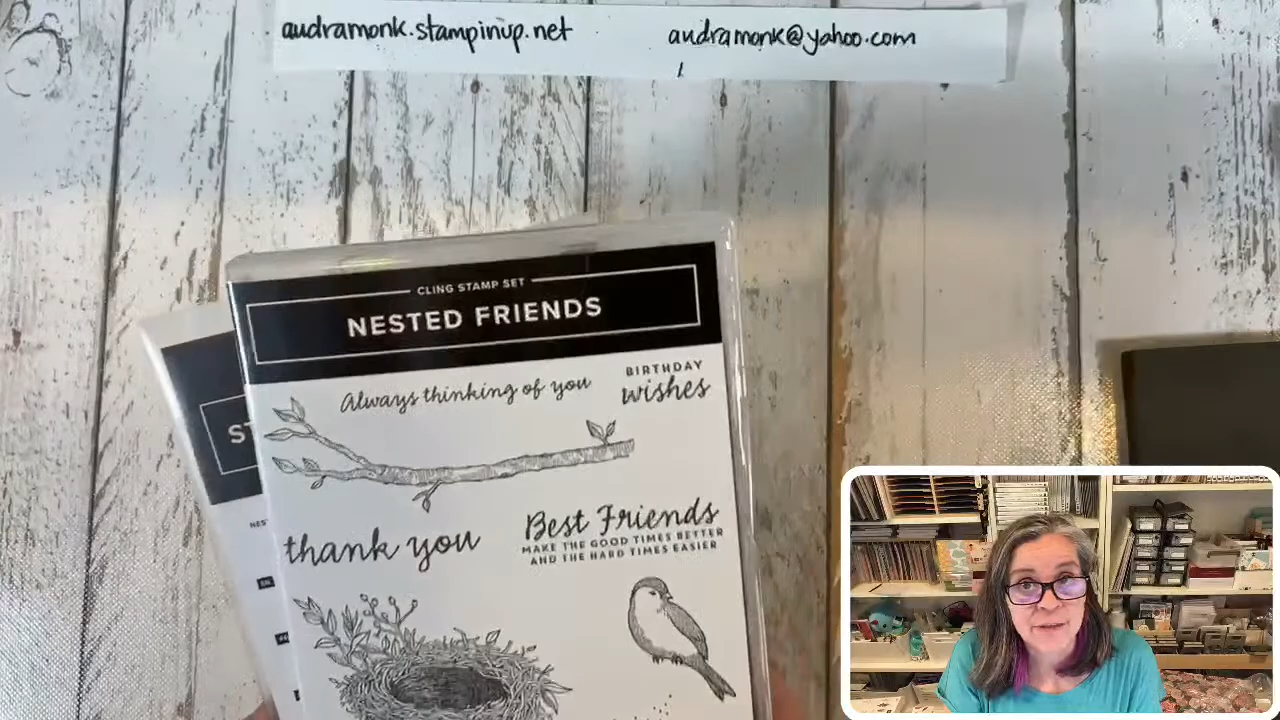 audramonk.stampinup.net
audramonk@yahoo.com
CLING STAMP SET
NESTED FRIENDS
Always thinking of you
BIRTHDAY
wishes
thank you
Best Friends
MAKE THE GOOD TIMES BETTER
AND THE HARD TIMES EASIER